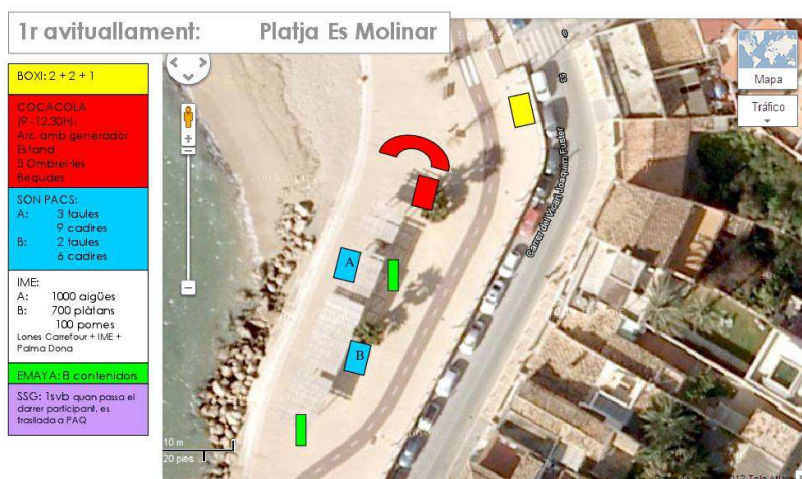 1r avituallament: Platja Es Molinar
BOXI: 2 + 2 + 1
COCACOLA
(9 -12.30h):
Arc. amb generador
Estand
5 Ombrel·les
Begudes
SON PACS:
A: 3 taules
9 cadires
B: 2 taules
6 cadires
IME:
A: 1000 aigües
B: 700 plàtans
100 pomes
Lones Carrefour + IME +
Palma Dona
EMAYA: 8 contenidors
SSG: 1svb quan passa el
darrer participant, es
trasllada a PAQ
Mapa
Tráfico
Carrer del Vicari Joaquim Fuster
A
B
10 m
20 pies